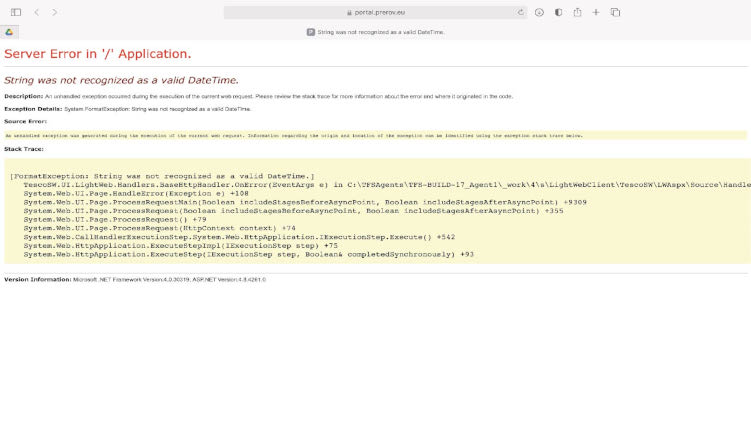 portal.prerov.eu
String was not recognized as a valid DateTime.
Server Error in '/' Application.
String was not recognized as a valid DateTime.
Description: An unhandled exception occurred during the execution of the current web request. Please review the stack trace for more information about the error and where it originated in the code.
Exception Details: System.FormatException: String was not recognized as a valid DateTime.
Source Error:
An unhandled exception was generated during the execution of the current web request. Information regarding the origin and location of the exception can be identified using the exception stack trace below.
Stack Trace:
[FormatException: String was not recognized as a valid DateTime.]
TescoSW.UI.LightWeb.Handlers.BaseHttpHandler.OnError(EventArgs e) in C:\TFSAgents\TFS-BUILD-17_Agent1\_work\4\s\LightWebClient\TescoSW\LWAspx\Source\Handle
System.Web.UI.Page.HandleError(Exception e) +108
System.Web.UI.Page.ProcessRequestMain(Boolean includeStagesBeforeAsyncPoint, Boolean includeStagesAfterAsyncPoint) +9309
System.Web.UI.Page.ProcessRequest(Boolean includeStagesBeforeAsyncPoint, Boolean includeStagesAfterAsyncPoint) +355
System.Web.UI.Page.ProcessRequest() +79
System.Web.UI.Page.ProcessRequest(HttpContext context) +74
System.Web.CallHandlerExecutionStep.System.Web.HttpApplication.IExecutionStep.Execute() +542
System.Web.HttpApplication.ExecuteStepImpl(IExecutionStep step) +75
System.Web.HttpApplication.ExecuteStep(IExecutionStep step, Boolean& completedSynchronously) +93
Version Information: Microsoft .NET Framework Version:4.0.30319; ASP.NET Version:4.8.4261.0